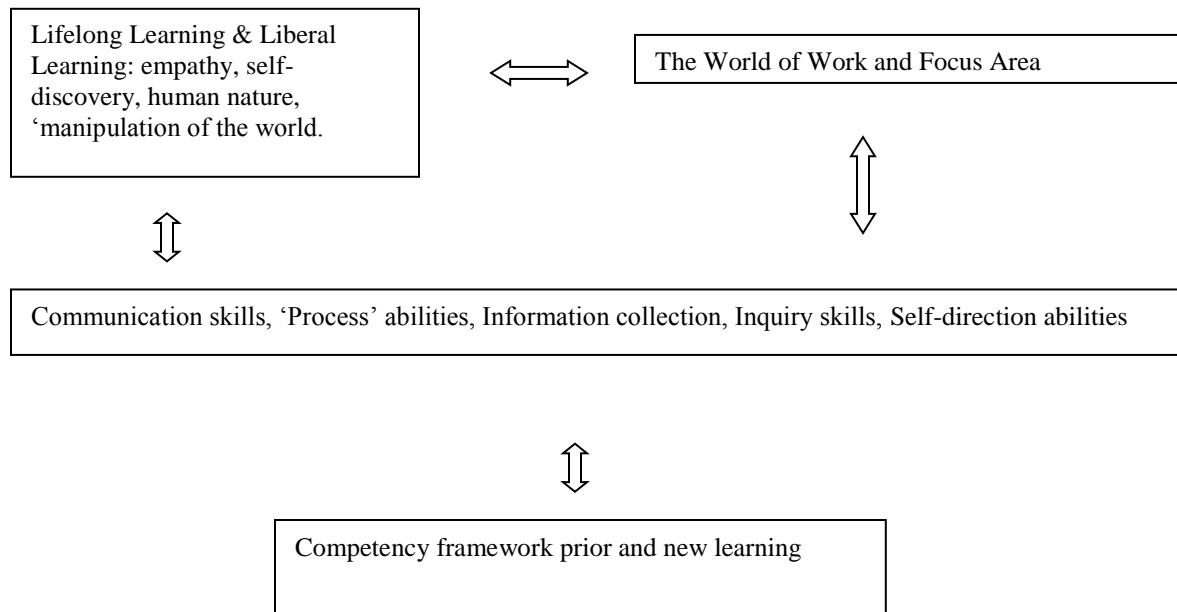 Lifelong Learning & Liberal
Learning: empathy, self-
discovery, human nature,
‘manipulation of the world.
The World of Work and Focus Area
Communication skills, ‘Process’ abilities, Information collection, Inquiry skills, Self-direction abilities
Competency framework prior and new learning